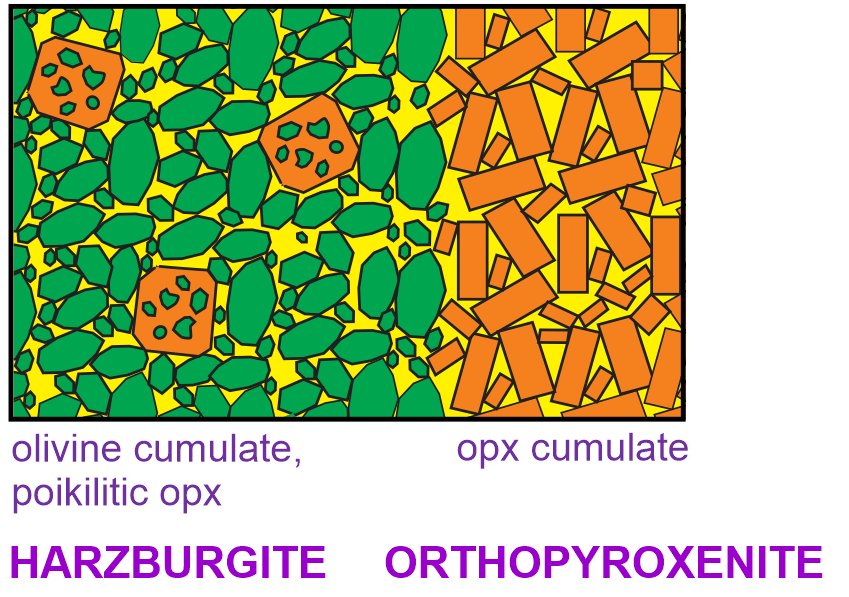 olivine cumulate,
poikilitic opx
opx cumulate
HARZBURGITE
ORTHOPYROXENITE